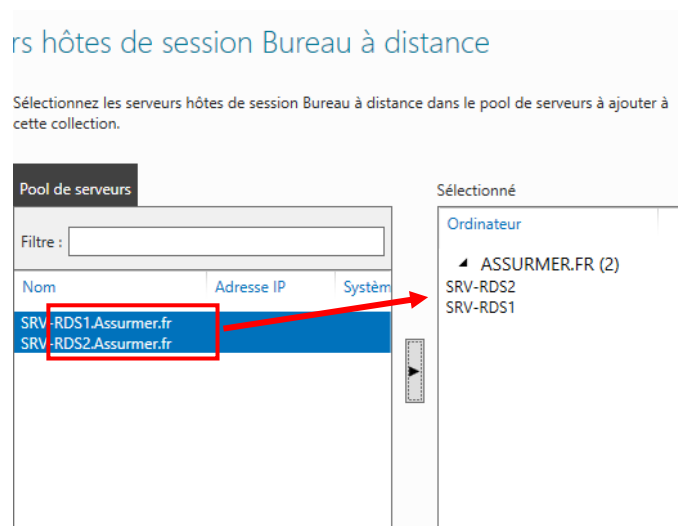 rs hôtes de session Bureau à distance
Sélectionnez les serveurs hôtes de session Bureau à distance dans le pool de serveurs à ajouter à
cette collection.
Pool de serveurs
Filtre :
Nom Adresse IP Systèm
SRV-RDS1.Assurmer.fr
SRV-RDS2.Assurmer.fr
Sélectionné
Ordinateur
ASSURMER.FR (2)
SRV-RDS2
SRV-RDS1